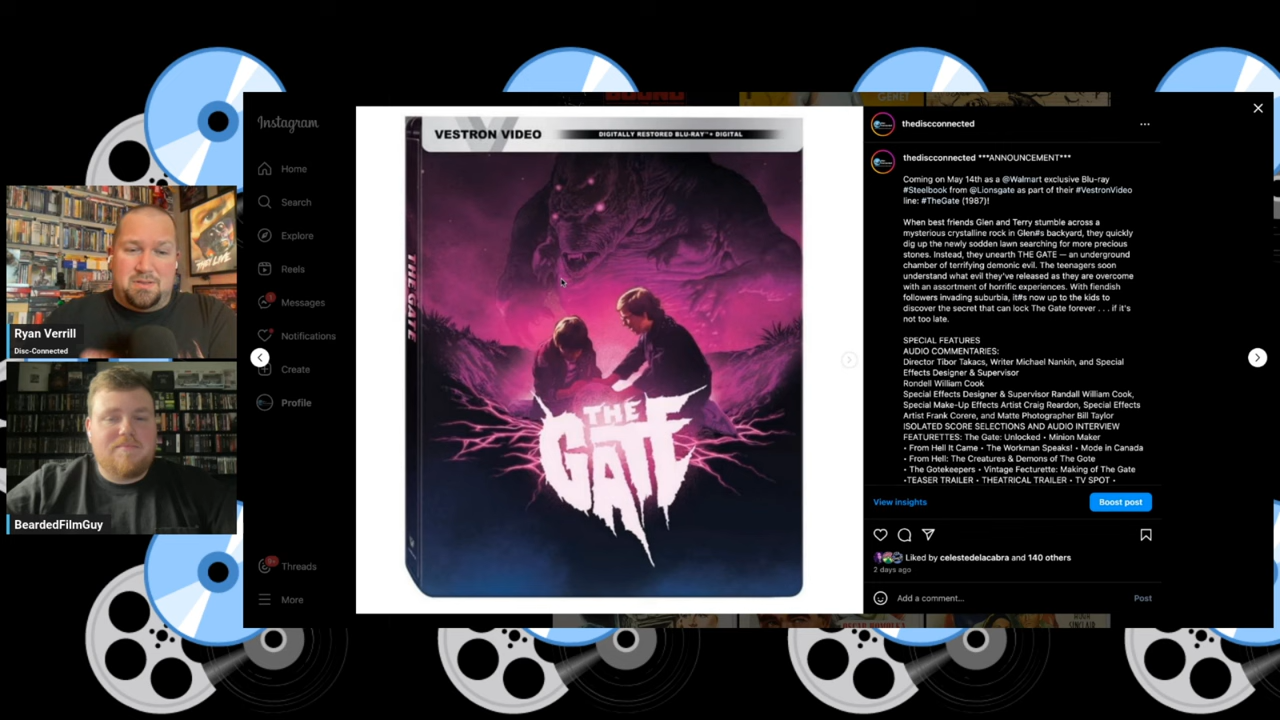 Instagram
Home
Search
Explore
Reels
Messages
Notifications
Create
Profile
Threads
9+
More
Ryan Verrill
Disc-Connected
BeardedFilmGuy
THEY LIVE
GENET
VESTRON VIDEO
DIGITALLY RESTORED BLU-RAY™ + DIGITAL
THE GATE
THE
GATE
thediscconnected
thediscconnected ***ANNOUNCEMENT***
Coming on May 14th as a @Walmart exclusive Blu-ray
#Steelbook from @Lionsgate as part of their #VestronVideo
line: #TheGate (1987)!
When best friends Glen and Terry stumble across a
mysterious crystalline rock in Glen#s backyard, they quickly
dig up the newly sodden lawn searching for more precious
stones. Instead, they unearth THE GATE — an underground
chamber of terrifying demonic evil. The teenagers soon
understand what evil they've released as they are overcome
with an assortment of horrific experiences. With fiendish
followers invading suburbia, it#s now up to the kids to
discover the secret that can lock The Gate forever . . . if it's
not too late.
SPECIAL FEATURES
AUDIO COMMENTARIES:
Director Tibor Takacs, Writer Michael Nankin, and Special
Effects Designer & Supervisor
Rondell William Cook
Special Effects Designer & Supervisor Randall William Cook,
Special Make-Up Effects Artist Craig Reardon, Special Effects
Artist Frank Corere, and Matte Photographer Bill Taylor
ISOLATED SCORE SELECTIONS AND AUDIO INTERVIEW
FEATURETTES: The Gate: Unlocked • Minion Maker
• From Hell It Came • The Workman Speaks! • Made in Canada
• From Hell: The Creatures & Demons of The Gote
• The Gotekeepers • Vintage Fecturette: Making of The Gate
•TEASER TRAILER • THEATRICAL TRAILER • TV SPOT •
View insights
Boost post
Liked by celestedelacabra and 140 others
2 days ago
Add a comment...
Post